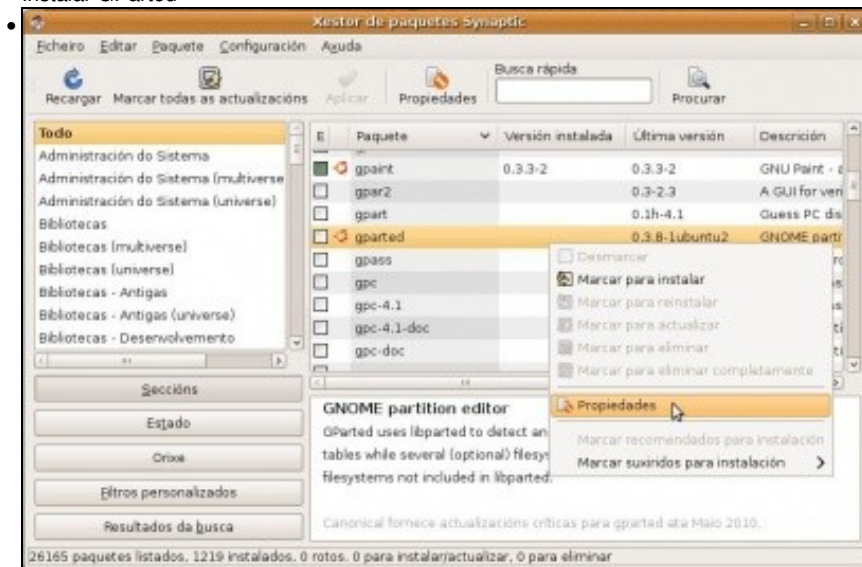 Instalar GParted
Xestor de paquetes Synaptic
Ficheiro Editar Paquete Configuración Axuda
Recargar Marcar todas as actualizacións Aplicar Propiedades Busca rápida Procurar
Todo
Administración do Sistema
Administración do Sistema (multiverse
Administración do Sistema (universe)
Bibliotecas
Bibliotecas (multiverse)
Bibliotecas (universe)
Bibliotecas - Antigas
Bibliotecas - Antigas (universe)
Bibliotecas - Desenvolvemento
Seccións
Estado
Orixe
Filtros personalizados
Resultados da busca
E Paquete Versión instalada Última versión Descrición
gpaint 0.3.3-2 0.3.3-2 GNU Paint - a
gpar2 0.3-2.3 A GUI for veri
gpart 0.1h-4.1 Guess PC dis
gparted 0.3.8-1ubuntu2 GNOME parti
gpass
gpc
gpc-4.1
gpc-4.1-doc
gpc-doc
Desmarcar
Marcar para instalar
Marcar para reinstalar
Marcar para actualizar
Marcar para eliminar
Marcar para eliminar completamente
Propiedades
Marcar recomendados para instalación
Marcar suxiridos para instalación
GNOME partition editor
GParted uses libparted to detect an
tables while several (optional) filesy
filesystems not included in libparted.
Canonical fornece actualizacións críticas para gparted ata Maio 2010.
26165 paquetes listados, 1219 instalados. 0 rotos. 0 para instalar/actualizar, 0 para eliminar